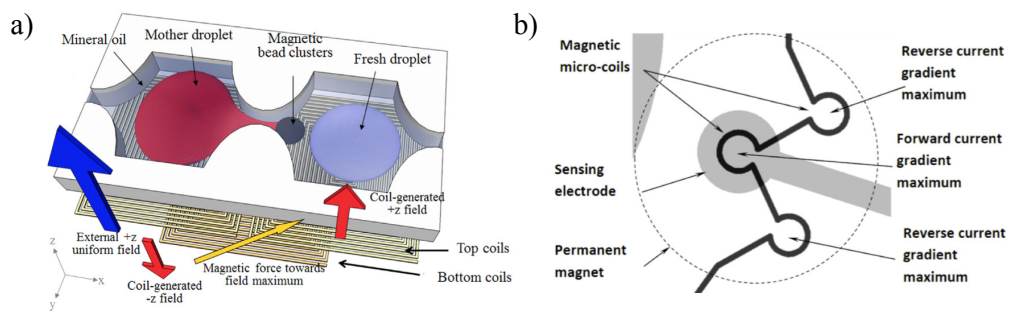 a)
Mineral oil
Mother droplet
Magnetic
bead clusters
Fresh droplet
External +z
uniform field
Coil-generated
-z field
Magnetic force towards
field maximum
Coil-generated
+z field
Top coils
Bottom coils
z
x
y
b)
Magnetic
micro-coils
Sensing
electrode
Permanent
magnet
Reverse current
gradient
maximum
Forward current
gradient
maximum
Reverse current
gradient
maximum